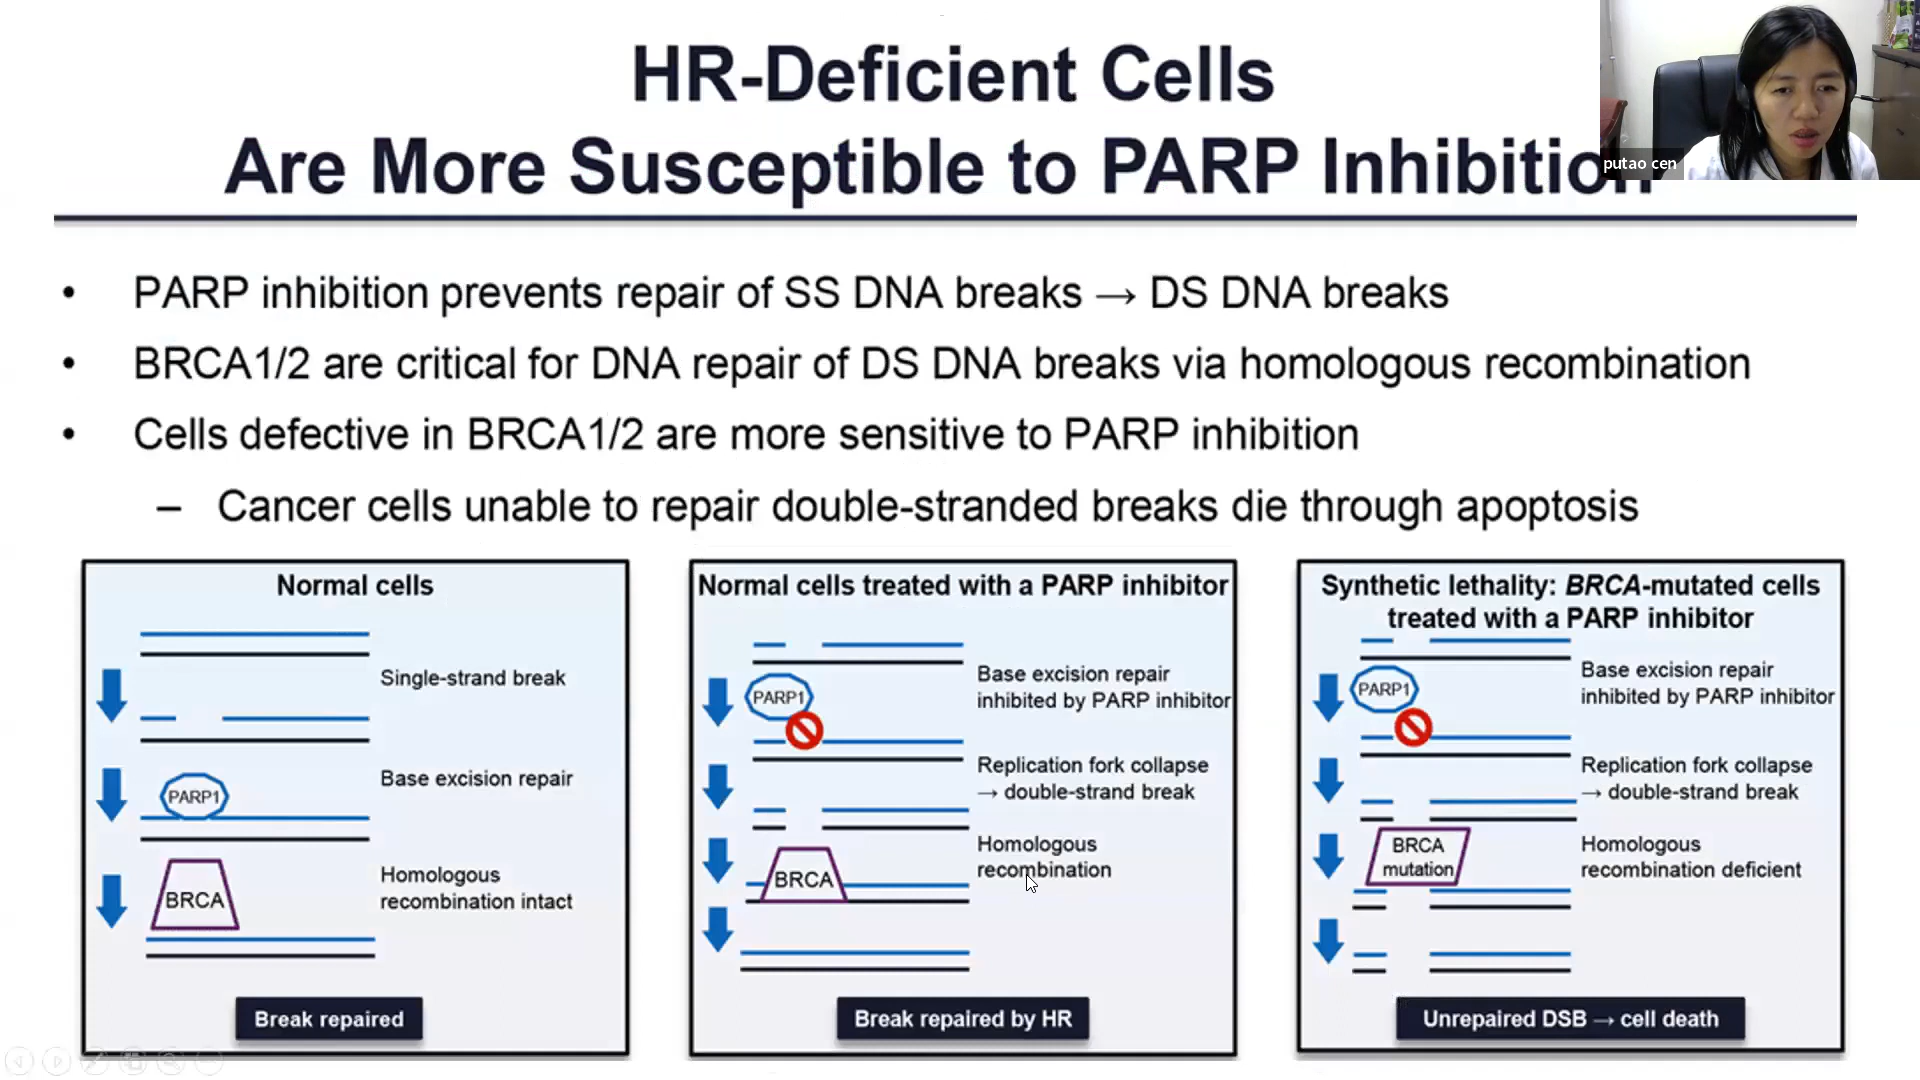 HR-Deficient Cells
Are More Susceptible to PARP Inhibition
putao cen
• PARP inhibition prevents repair of SS DNA breaks → DS DNA breaks
• BRCA1/2 are critical for DNA repair of DS DNA breaks via homologous recombination
• Cells defective in BRCA1/2 are more sensitive to PARP inhibition
– Cancer cells unable to repair double-stranded breaks die through apoptosis
Normal cells
Single-strand break
PARP1
Base excision repair
BRCA
Homologous
recombination intact
Break repaired
Normal cells treated with a PARP inhibitor
PARP1
Base excision repair
inhibited by PARP inhibitor
Replication fork collapse
→ double-strand break
BRCA
Homologous
recombination
Break repaired by HR
Synthetic lethality: BRCA-mutated cells
treated with a PARP inhibitor
PARP1
Base excision repair
inhibited by PARP inhibitor
Replication fork collapse
→ double-strand break
BRCA
mutation
Homologous
recombination deficient
Unrepaired DSB → cell death